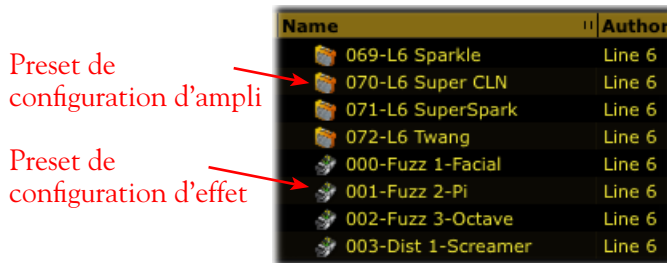 Name Author
069-L6 Sparkle Line 6
070-L6 Super CLN Line 6
071-L6 SuperSpark Line 6
072-L6 Twang Line 6
000-Fuzz 1-Facial Line 6
001-Fuzz 2-Pi Line 6
002-Fuzz 3-Octave Line 6
003-Dist 1-Screamer Line 6
Preset de
configuration d’ampli
Preset de
configuration d’effet